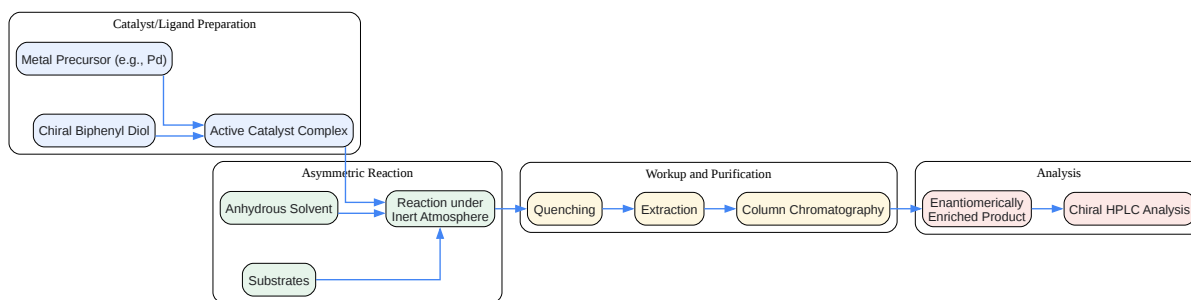 Catalyst/Ligand Preparation
Metal Precursor (e.g., Pd)
Chiral Biphenyl Diol
Active Catalyst Complex
Asymmetric Reaction
Anhydrous Solvent
Reaction under
Inert Atmosphere
Substrates
Workup and Purification
Quenching
Extraction
Column Chromatography
Analysis
Enantiomerically
Enriched Product
Chiral HPLC Analysis